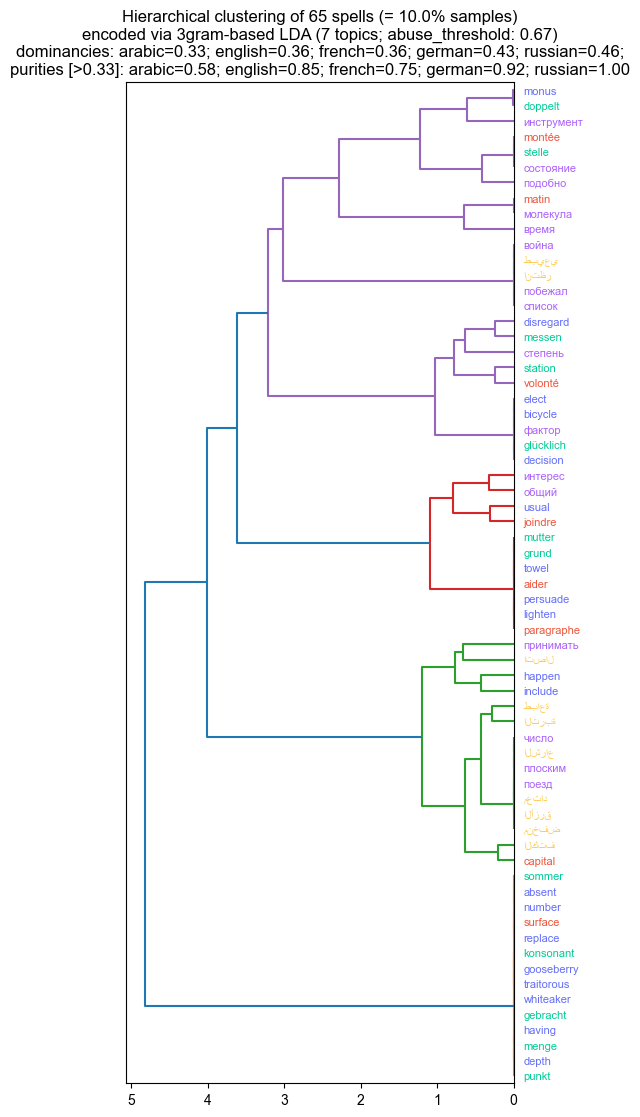 Hierarchical clustering of 65 spells (= 10.0% samples)
encoded via 3gram-based LDA (7 topics; abuse_threshold: 0.67)
dominancies: arabic=0.33; english=0.36; french=0.36; german=0.43; russian=0.46;
purities [>0.33]: arabic=0.58; english=0.85; french=0.75; german=0.92; russian=1.00
monus
doppelt
инструмент
montée
stelle
состояние
подобно
matin
молекула
время
война
طبيعي
انتظر
побежал
список
disregard
messen
степень
station
volonté
elect
bicycle
фактор
glücklich
decision
интерес
общий
usual
joindre
mutter
grund
towel
aider
persuade
lighten
paragraphe
принимать
اتصال
happen
include
طباعة
التربة
число
الشراع
плоским
поезд
الأزرق
منخفض
الكتف
capital
sommer
absent
number
surface
replace
konsonant
gooseberry
traitorous
whiteaker
gebracht
having
menge
depth
punkt
5 4 3 2 1 0